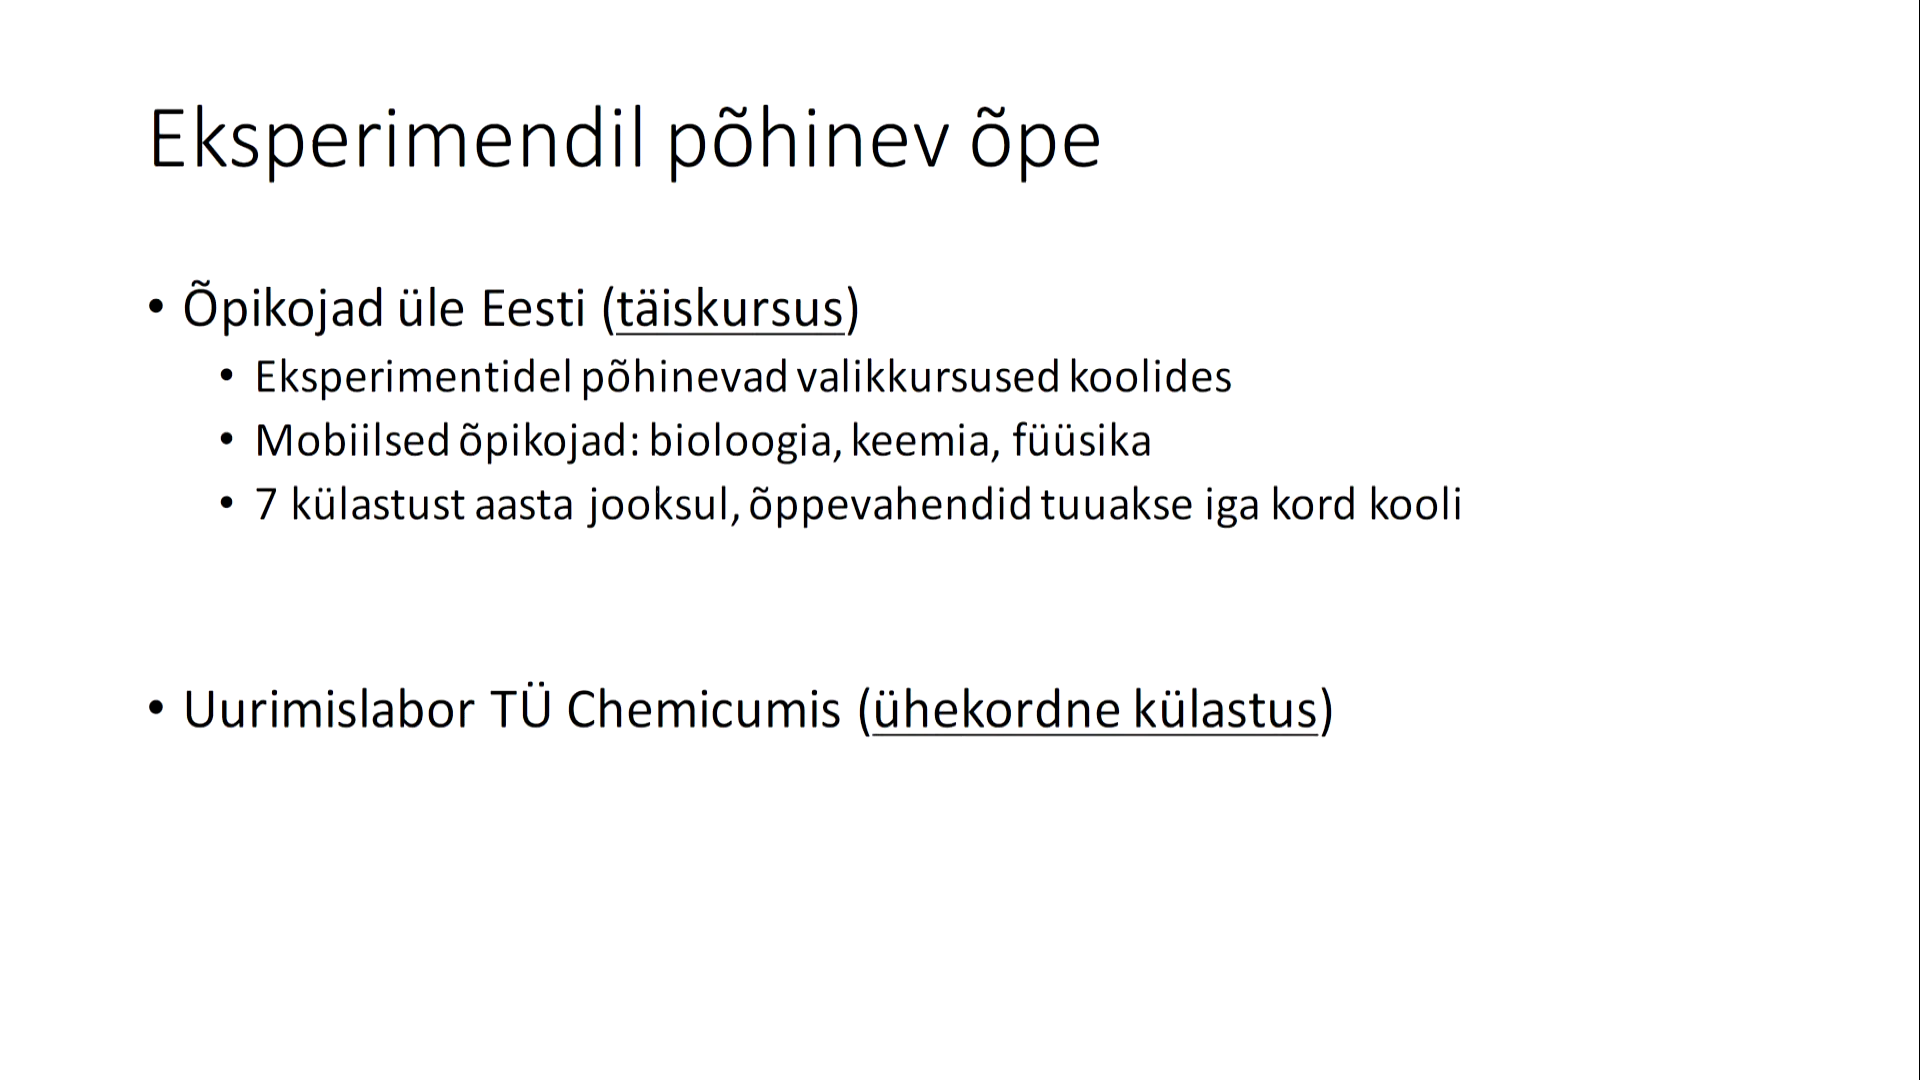 Eksperimendil põhinev õpe
• Õpikojad üle Eesti (täiskursus)
• Eksperimentidel põhinevad valikkursused koolides
• Mobiilsed õpikojad: bioloogia, keemia, füüsika
• 7 külastust aasta jooksul, õppevahendid tuuakse iga kord kooli
• Uurimislabor TÜ Chemicumis (ühekordne külastus)